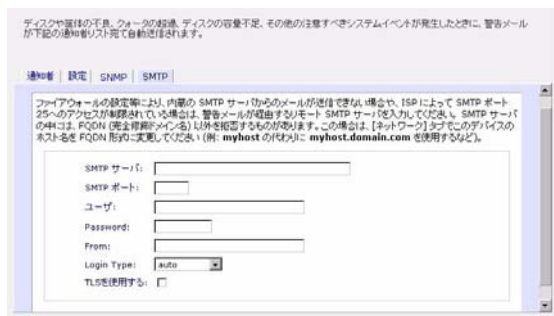 ディスクや筐体の不良、クォータの超過、ディスクの容量不足、その他の注意すべきシステムイベントが発生したときに、警告メール
が下記の通知者リスト宛て自動送信されます。
通知者 設定 SNMP SMTP
ファイアウォールの設定等により、内蔵の SMTP サーバからのメールが送信できない場合や、ISP によって SMTP ポート
25へのアクセスが制限されている場合は、警告メールが経由するリモート SMTP サーバを入力してください。SMTP サーバ
の中には、FQDN (完全修飾ドメイン名) 以外を拒否するものがあります。この場合は、[ネットワーク] タブでこのデバイスの
ホスト名を FQDN 形式に変更してください (例: myhost の代わりに myhost.domain.com を使用するなど)。
SMTP サーバ:
SMTP ポート:
ユーザ:
Password:
From:
Login Type: auto
TLSを使用する: